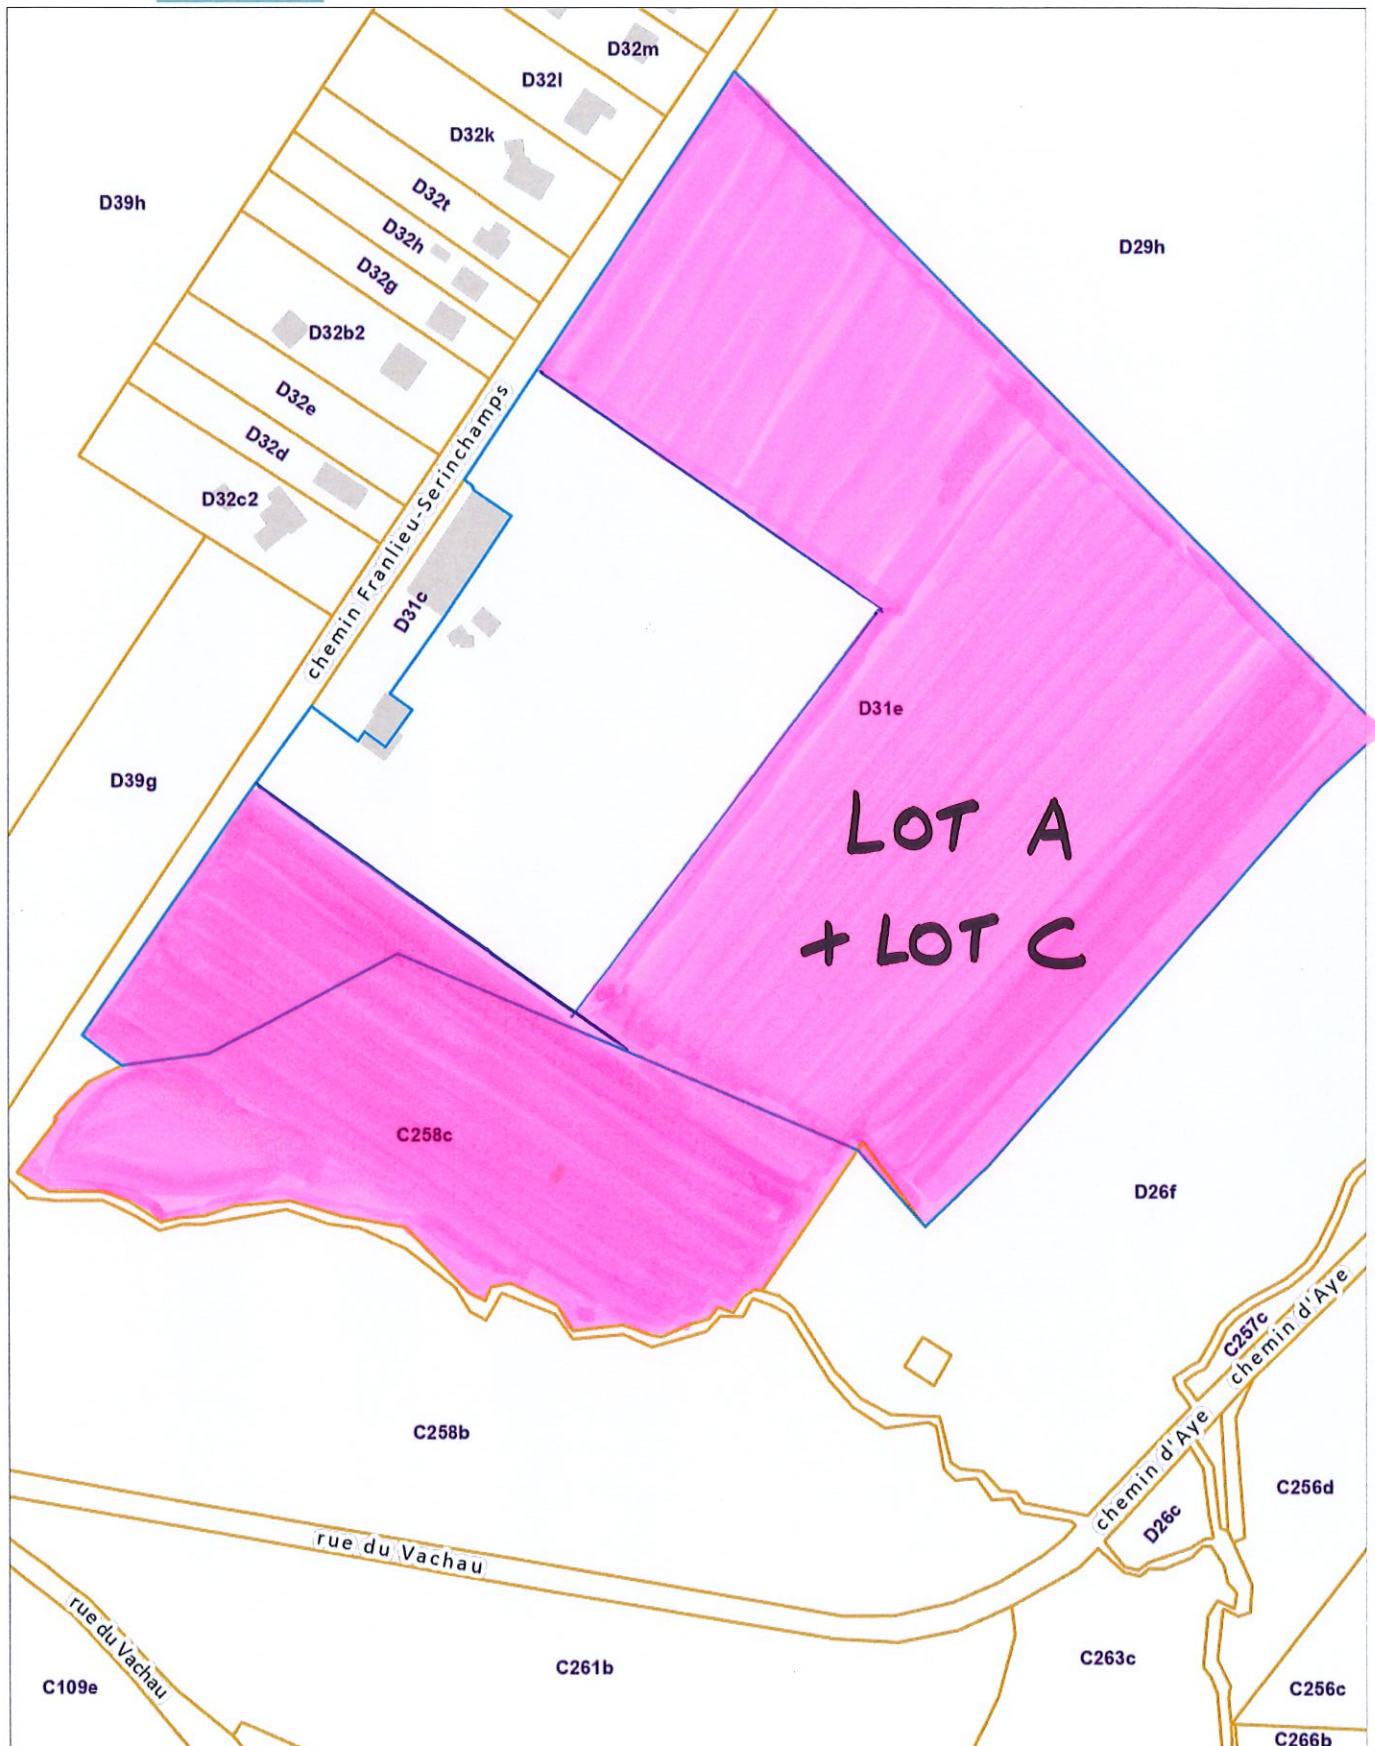 D32m
D32l
D32k
D32t
D39h
D32h
D29h
D32g
D32b2
D32e
D32d
D32c2
chemin Franlieu-Serinchamps
D31c
D31e
D39g
LOT A
+ LOT C
C258c
D26f
C257c
chemin d'Aye
chemin d'Aye
C258b
C256d
D26c
rue du Vachau
rue du Vachau
C261b
C263c
C109e
C256c
C266b